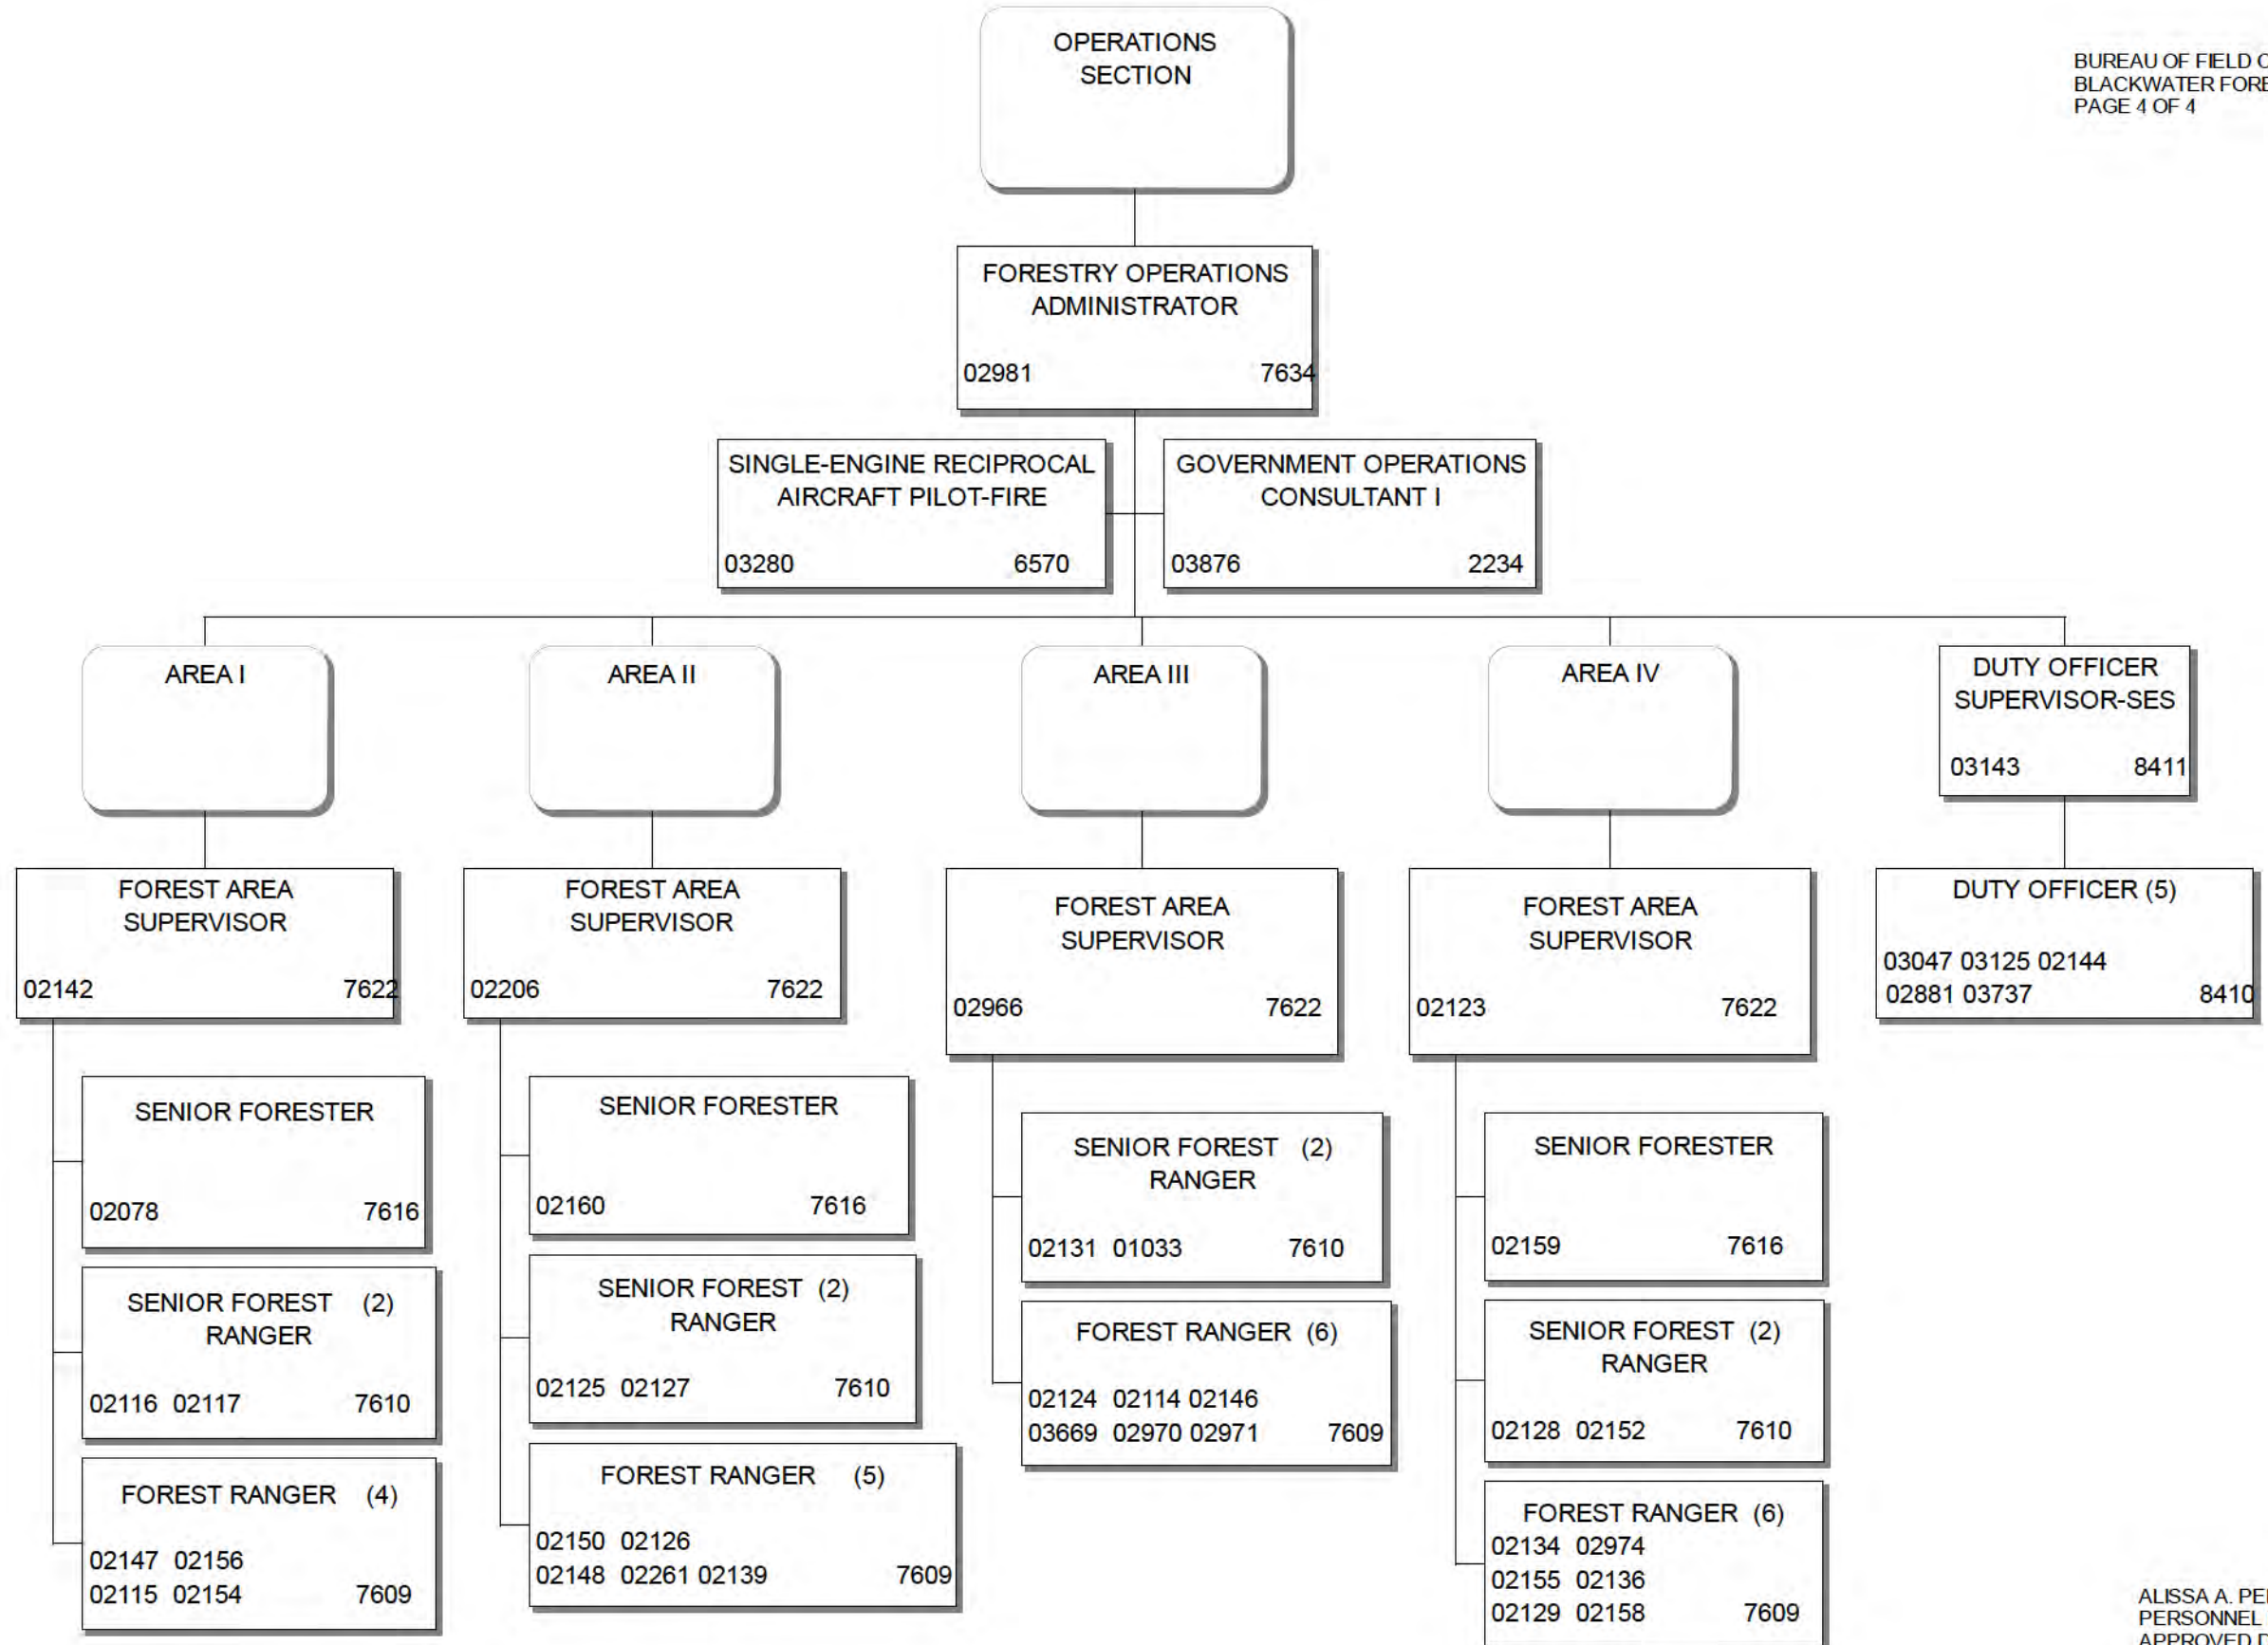 OPERATIONS
SECTION
BUREAU OF FIELD
BLACKWATER
PAGE 4 OF 4
FORESTRY OPERATIONS
ADMINISTRATOR
02981 7634
SINGLE-ENGINE RECIPROCAL
AIRCRAFT PILOT-FIRE
03280 6570
GOVERNMENT OPERATIONS
CONSULTANT I
03876 2234
AREA I
AREA II
AREA III
AREA IV
DUTY OFFICER
SUPERVISOR-SES
03143 8411
FOREST AREA
SUPERVISOR
02142 7622
FOREST AREA
SUPERVISOR
02206 7622
FOREST AREA
SUPERVISOR
02966 7622
FOREST AREA
SUPERVISOR
02123 7622
DUTY OFFICER (5)
03047 03125 02144
02881 03737 8410
SENIOR FORESTER
02078 7616
SENIOR FOREST (2)
RANGER
02116 02117 7610
FOREST RANGER (4)
02147 02156
02115 02154 7609
SENIOR FORESTER
02160 7616
SENIOR FOREST (2)
RANGER
02125 02127 7610
FOREST RANGER (5)
02150 02126
02148 02261 02139 7609
SENIOR FOREST (2)
RANGER
02131 01033 7610
FOREST RANGER (6)
02124 02114 02146
03669 02970 02971 7609
SENIOR FORESTER
02159 7616
SENIOR FOREST (2)
RANGER
02128 02152 7610
FOREST RANGER (6)
02134 02974
02155 02136
02129 02158 7609
ALISSA A.
PERSONNEL
APPROVED